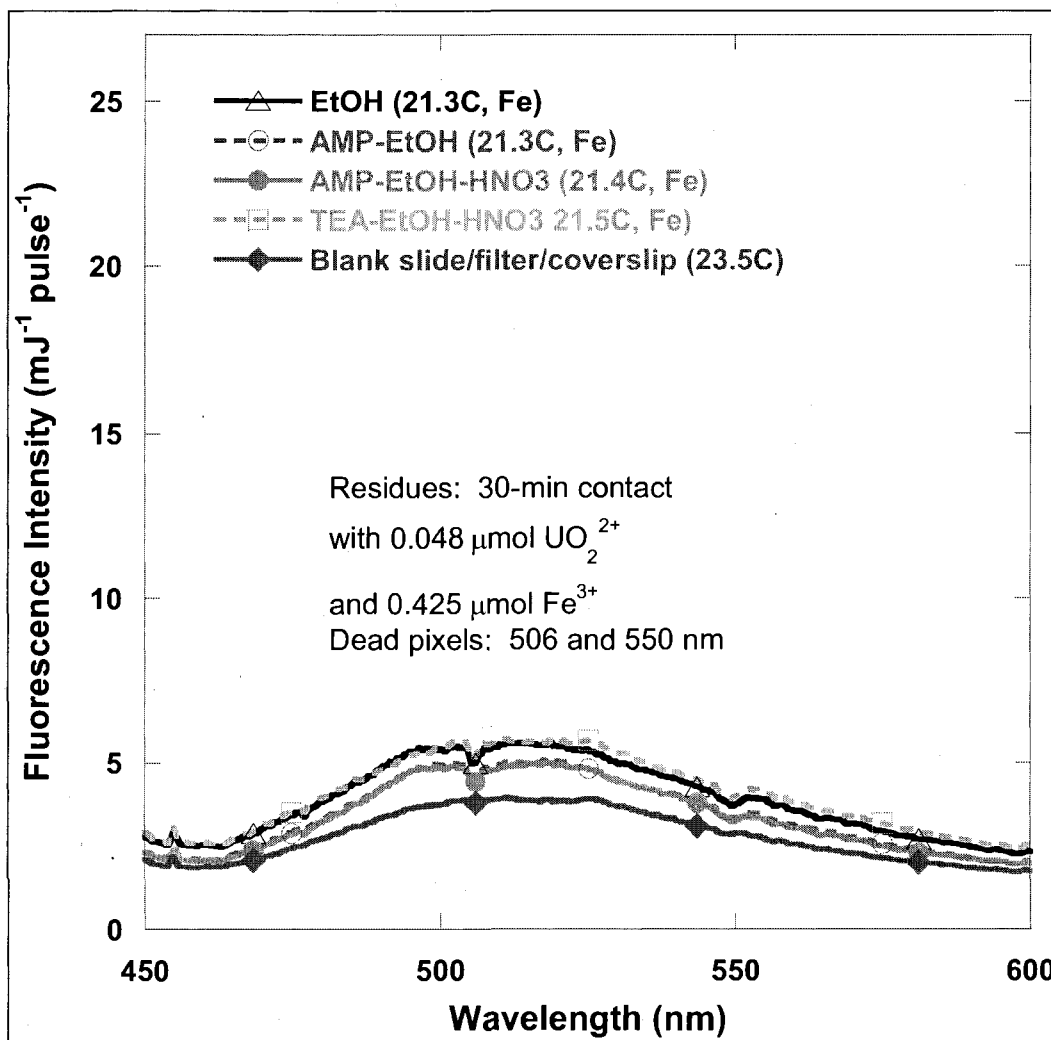 25
20
15
10
5
0
450
500
550
600
Fluorescence Intensity (mJ⁻¹ pulse⁻¹)
Wavelength (nm)
EtOH (21.3C, Fe)
AMP-EtOH (21.3C, Fe)
AMP-EtOH-HNO3 (21.4C, Fe)
TEA-EtOH-HNO3 21.5C, Fe)
Blank slide/filter/coverslip (23.5C)
Residues: 30-min contact
with 0.048 μmol UO₂²⁺
and 0.425 μmol Fe³⁺
Dead pixels: 506 and 550 nm